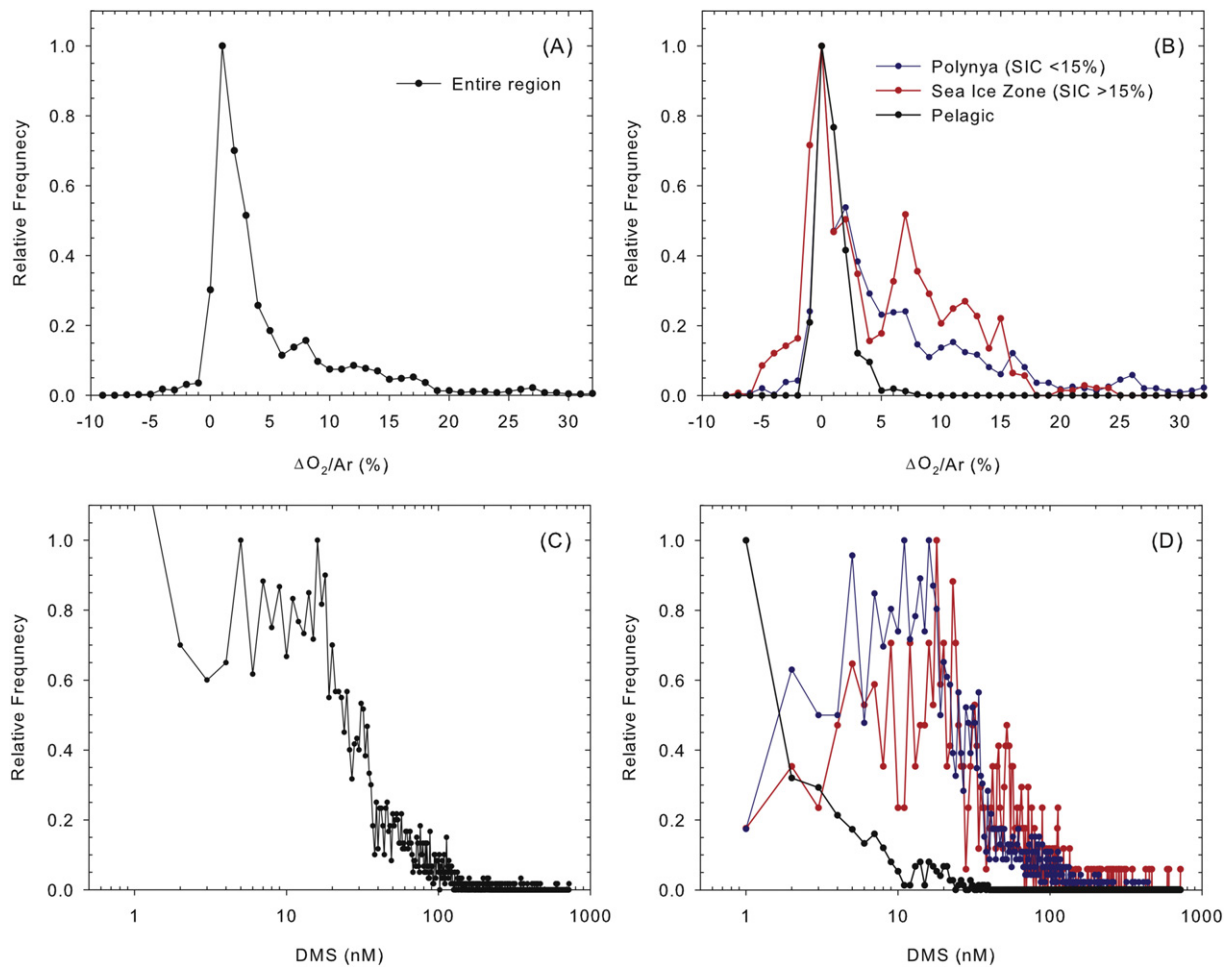 (A)
Entire region
Relative Frequnecy
1.0
0.8
0.6
0.4
0.2
0.0
-10 -5 0 5 10 15 20 25 30
ΔO2/Ar (%)
(B)
Polynya (SIC <15%)
Sea Ice Zone (SIC >15%)
Pelagic
Relative Frequnecy
1.0
0.8
0.6
0.4
0.2
0.0
-10 -5 0 5 10 15 20 25 30
ΔO2/Ar (%)
(C)
Relative Frequnecy
1.0
0.8
0.6
0.4
0.2
0.0
1 10 100 1000
DMS (nM)
(D)
Relative Frequnecy
1.0
0.8
0.6
0.4
0.2
0.0
1 10 100 1000
DMS (nM)